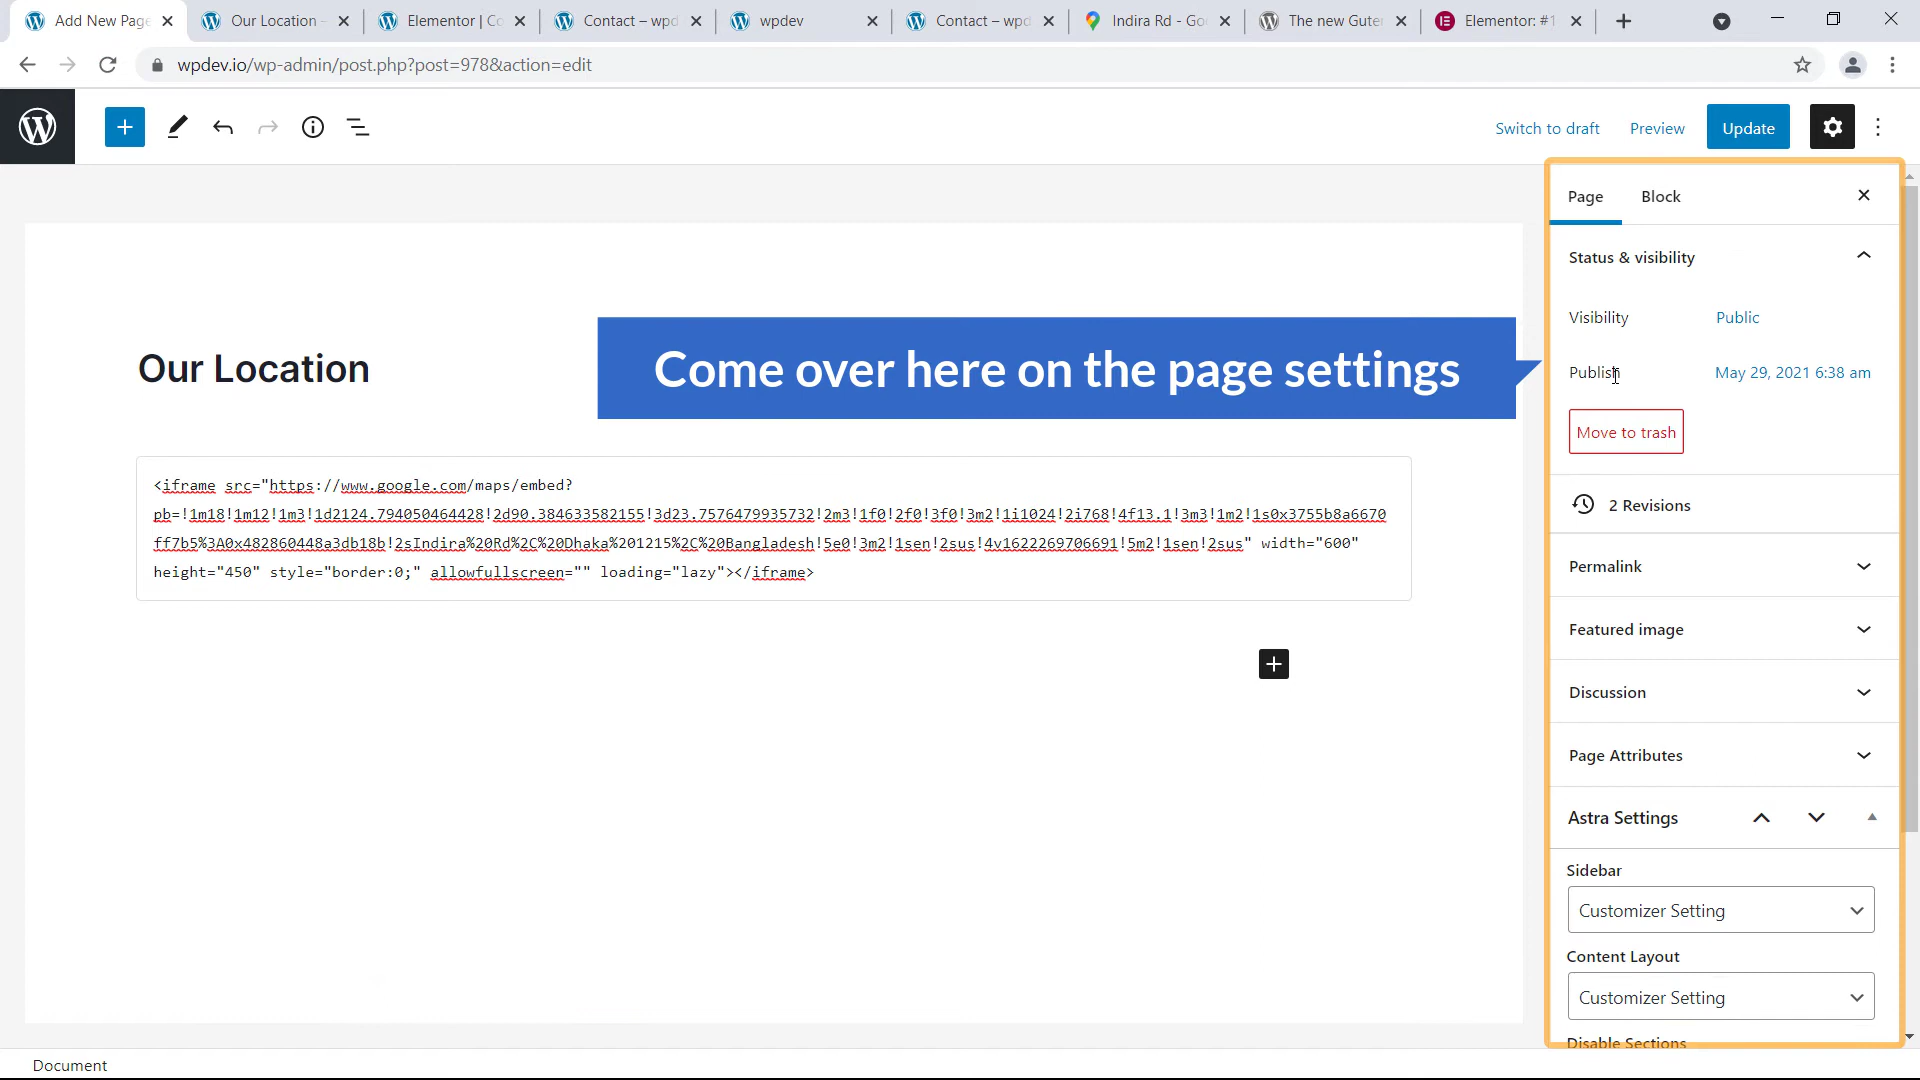 Add New Page
Our Location -
Elementor | Co
Contact – wpd
wpdev
Contact – wpd
Indira Rd - Go
The new Gute
Elementor: #1
wpdev.io/wp-admin/post.php?post=978&action=edit
Switch to draft
Preview
Update
Page
Block
Status & visibility
Visibility
Public
Publish
May 29, 2021 6:38 am
Move to trash
2 Revisions
Permalink
Featured image
Discussion
Page Attributes
Astra Settings
Sidebar
Customizer Setting
Content Layout
Customizer Setting
Disable Sections
Our Location
Come over here on the page settings
<iframe src="https://www.google.com/maps/embed?
pb=!1m18!1m12!1m3!1d2124.794050464428!2d90.384633582155!3d23.7576479935732!2m3!1f0!2f0!3f0!3m2!1i1024!2i768!4f13.1!3m3!1m2!1s0x3755b8a6670
ff7b5%3A0x482860448a3db18b!2sIndira%20Rd%2C%20Dhaka%201215%2C%20Bangladesh!5e0!3m2!1sen!2sus!4v1622269706691!5m2!1sen!2sus" width="600"
height="450" style="border:0;" allowfullscreen="" loading="lazy"></iframe>
Document